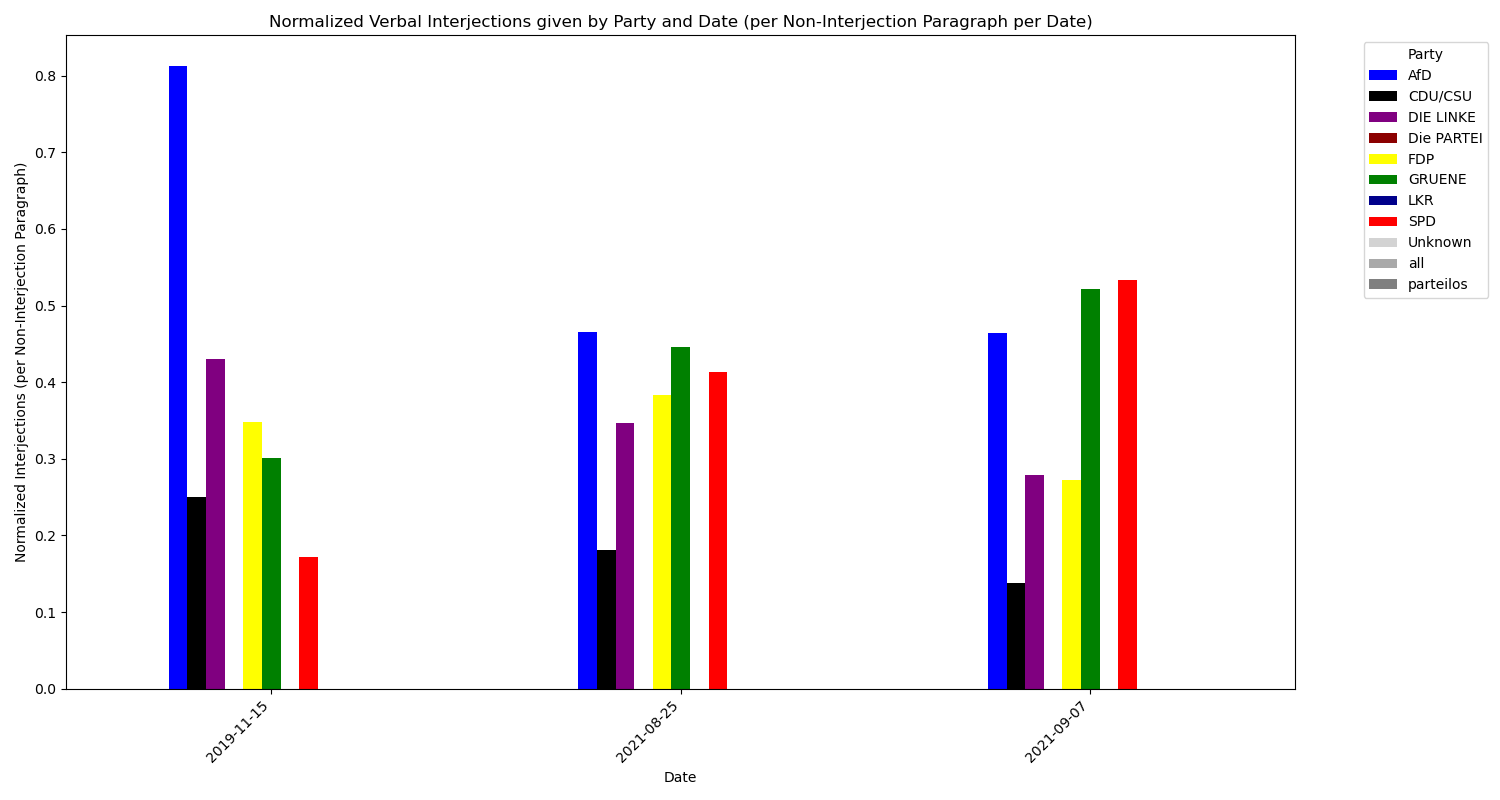 Normalized Verbal Interjections given by Party and Date (per Non-Interjection Paragraph per Date)
Normalized Interjections (per Non-Interjection Paragraph)
0.8
0.7
0.6
0.5
0.4
0.3
0.2
0.1
0.0
2019-11-15
2021-08-25
2021-09-07
Date
Party
AfD
CDU/CSU
DIE LINKE
Die PARTEI
FDP
GRUENE
LKR
SPD
Unknown
all
parteilos